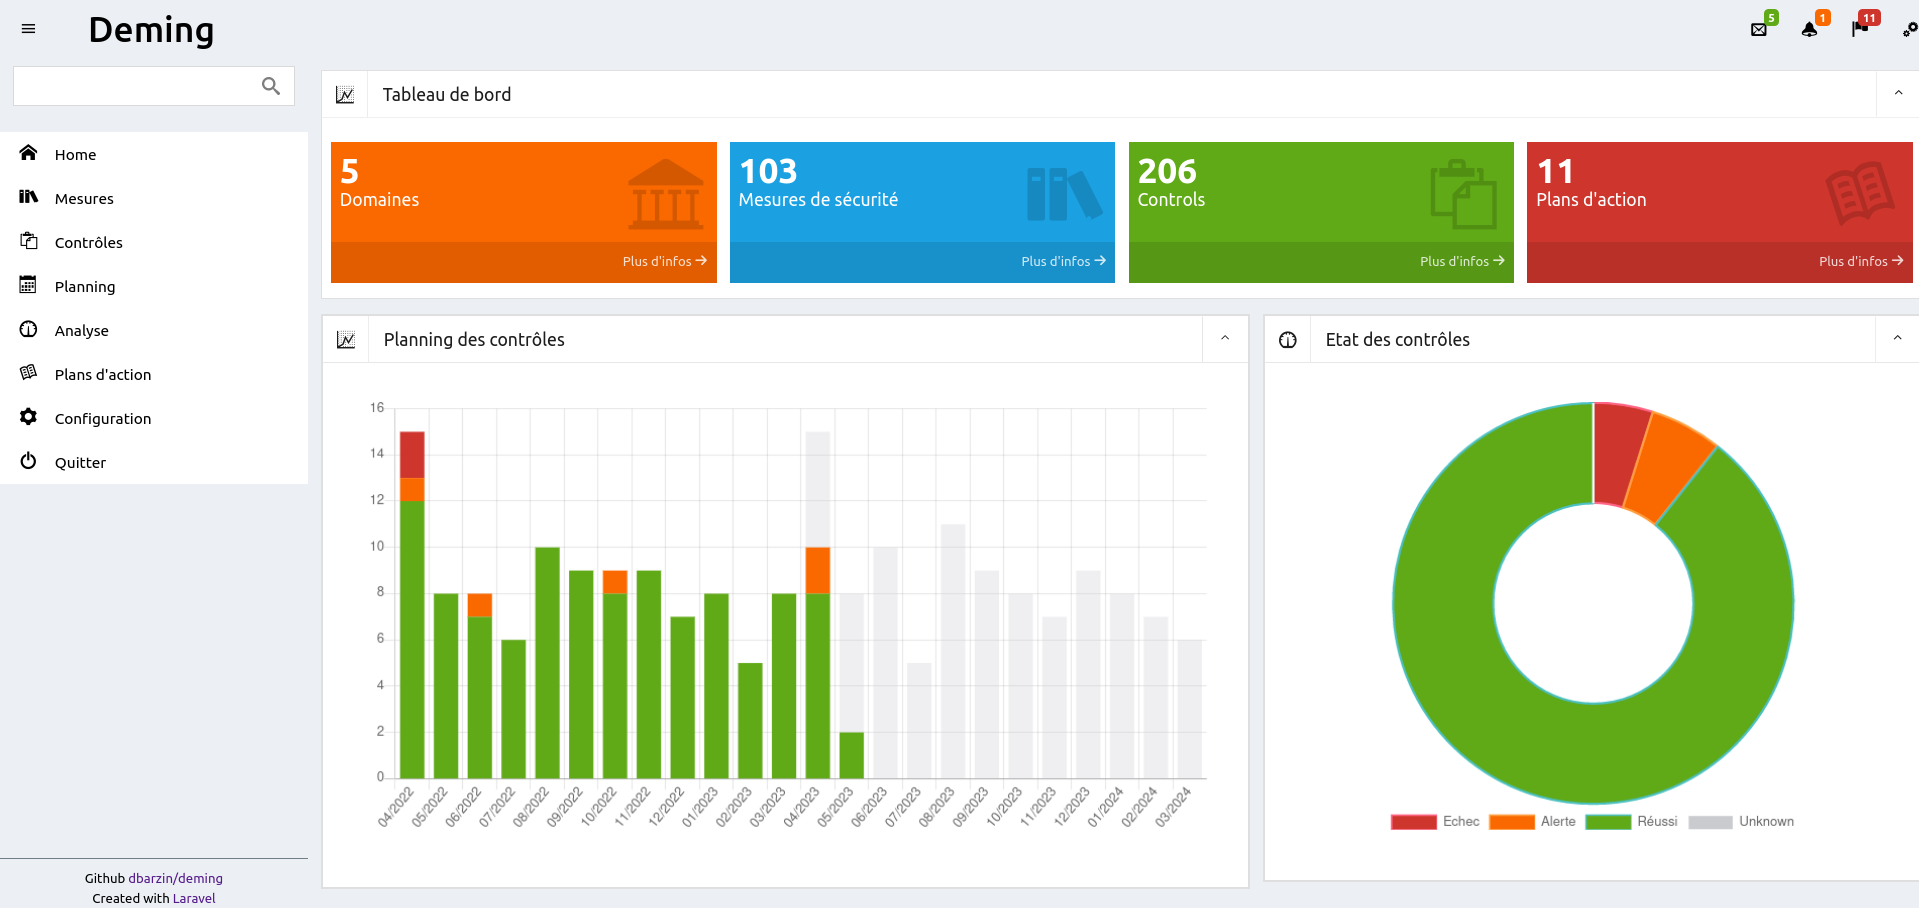 Deming
5
1
11
Home
Mesures
Contrôles
Planning
Analyse
Plans d'action
Configuration
Quitter
Github dbarzin/deming
Created with Laravel
Tableau de bord
5
Domaines
Plus d'infos
103
Mesures de sécurité
Plus d'infos
206
Controls
Plus d'infos
11
Plans d'action
Plus d'infos
Planning des contrôles
16
14
12
10
8
6
4
2
0
04/2022
05/2022
06/2022
07/2022
08/2022
09/2022
10/2022
11/2022
12/2022
01/2023
02/2023
03/2023
04/2023
05/2023
06/2023
07/2023
08/2023
09/2023
10/2023
11/2023
12/2023
01/2024
02/2024
03/2024
Etat des contrôles
Echec
Alerte
Réussi
Unknown